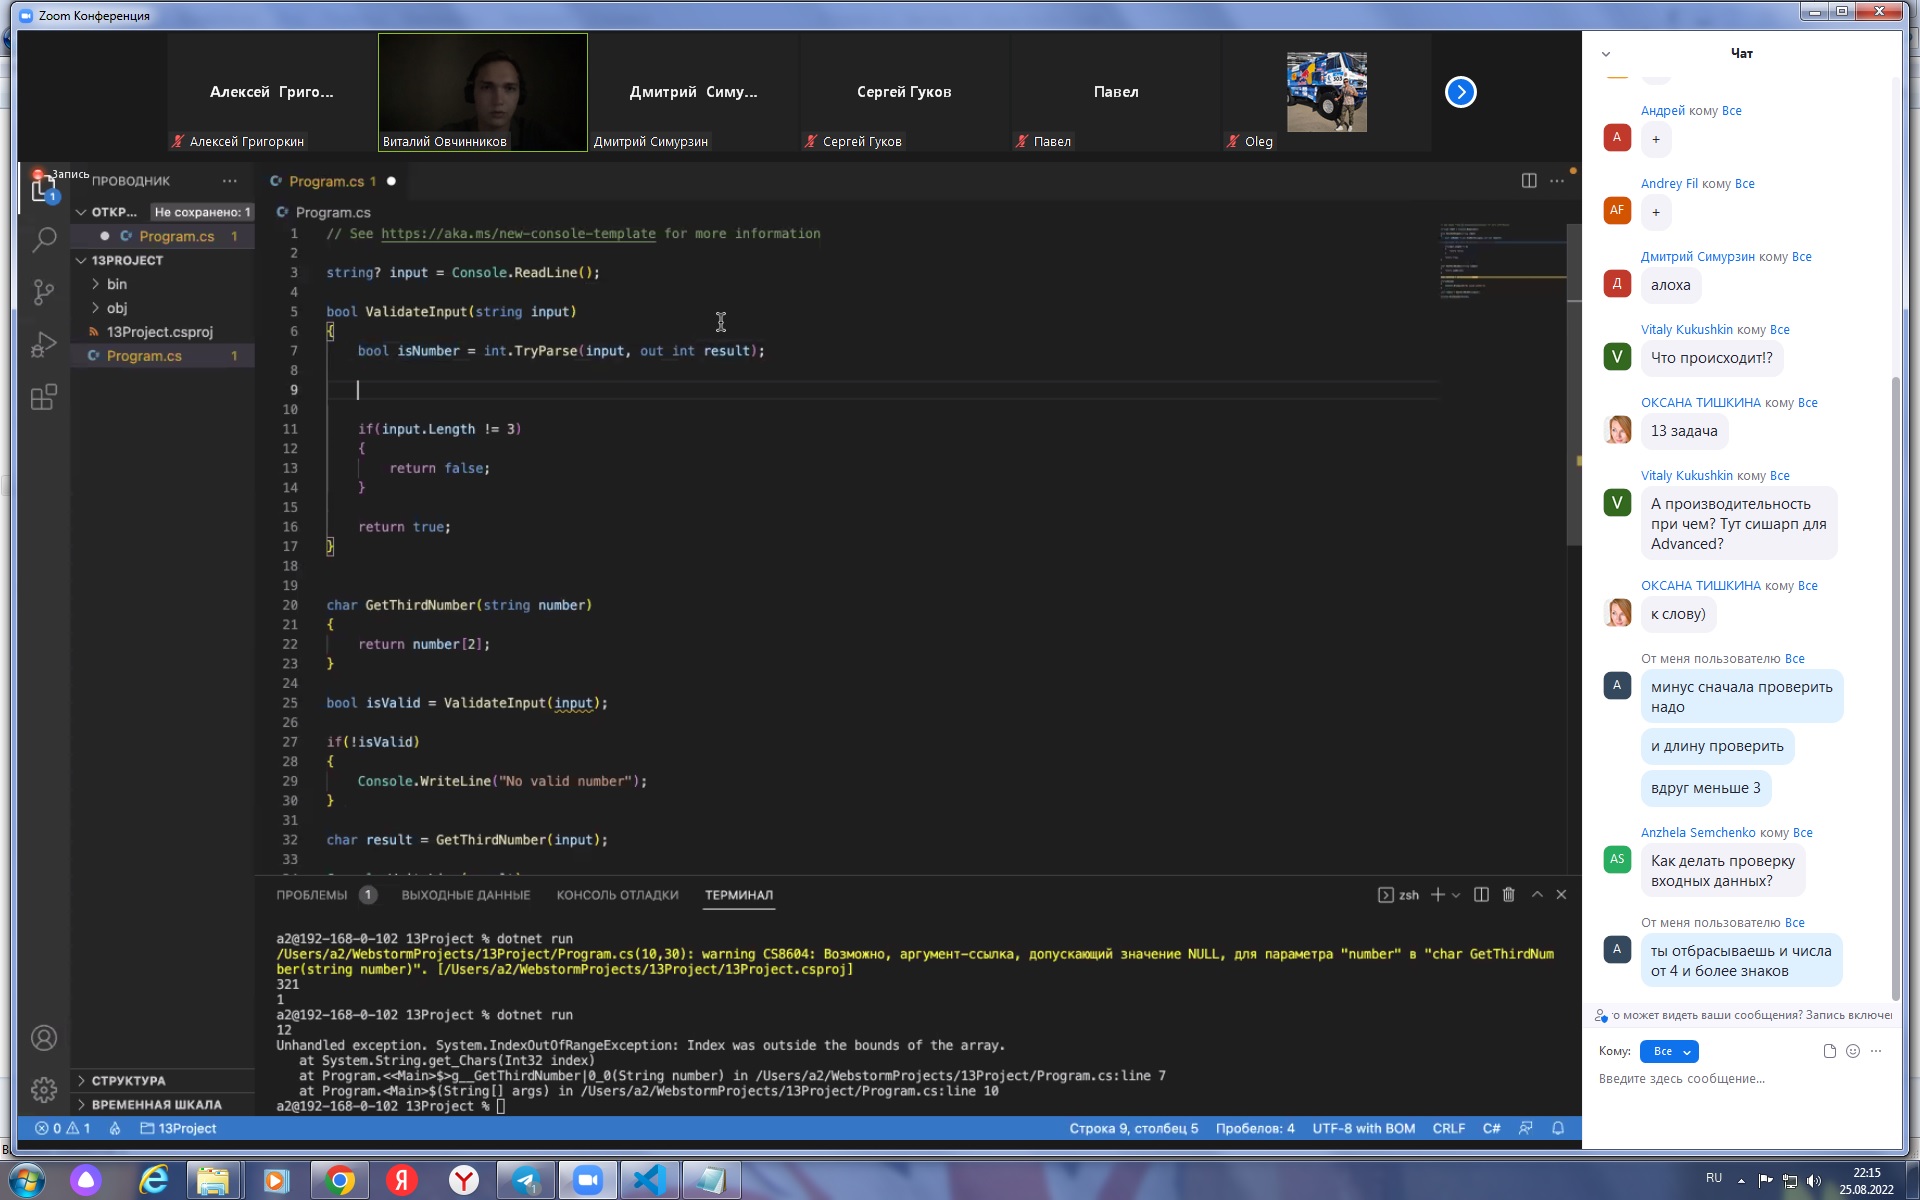 Zoom Конференция
Алексей Григо...
Алексей Григоркин
Виталий Овчинников
Дмитрий Симу...
Дмитрий Симурзин
Сергей Гуков
Сергей Гуков
Павел
Павел
Oleg
Запись
1
ПРОВОДНИК
ОТКР...
Не сохранено: 1
Program.cs 1
13PROJECT
bin
obj
13Project.csproj
Program.cs 1
СТРУКТУРА
ВРЕМЕННАЯ ШКАЛА
Program.cs 1
Program.cs
1 // See https://aka.ms/new-console-template for more information
2
3 string? input = Console.ReadLine();
4
5 bool ValidateInput(string input)
6 {
7 bool isNumber = int.TryParse(input, out int result);
8
9
10
11 if(input.Length != 3)
12 {
13 return false;
14 }
15
16 return true;
17 }
18
19
20 char GetThirdNumber(string number)
21 {
22 return number[2];
23 }
24
25 bool isValid = ValidateInput(input);
26
27 if(!isValid)
28 {
29 Console.WriteLine("No valid number");
30 }
31
32 char result = GetThirdNumber(input);
33
ПРОБЛЕМЫ 1 ВЫХОДНЫЕ ДАННЫЕ КОНСОЛЬ ОТЛАДКИ ТЕРМИНАЛ
zsh
a2@192-168-0-102 13Project % dotnet run
/Users/a2/WebstormProjects/13Project/Program.cs(10,30): warning CS8604: Возможно, аргумент-ссылка, допускающий значение NULL, для параметра "number" в "char GetThirdNum
ber(string number)". [/Users/a2/WebstormProjects/13Project/13Project.csproj]
321
1
a2@192-168-0-102 13Project % dotnet run
12
Unhandled exception. System.IndexOutOfRangeException: Index was outside the bounds of the array.
at System.String.get_Chars(Int32 index)
at Program.<<Main>$>g__GetThirdNumber|0_0(String number) in /Users/a2/WebstormProjects/13Project/Program.cs:line 7
at Program.<Main>$(String[] args) in /Users/a2/WebstormProjects/13Project/Program.cs:line 10
a2@192-168-0-102 13Project %
0 1 13Project
Строка 9, столбец 5 Пробелов: 4 UTF-8 with BOM CRLF C#
Чат
Андрей кому Все
А
+
Andrey Fil кому Все
AF
+
Дмитрий Симурзин кому Все
Д
алоха
Vitaly Kukushkin кому Все
V
Что происходит!?
ОКСАНА ТИШКИНА кому Все
13 задача
Vitaly Kukushkin кому Все
V
А производительность
при чем? Тут сишарп для
Advanced?
ОКСАНА ТИШКИНА кому Все
к слову)
От меня пользователю Все
А
минус сначала проверить
надо
и длину проверить
вдруг меньше 3
Anzhela Semchenko кому Все
AS
Как делать проверку
входных данных?
От меня пользователю Все
А
ты отбрасываешь и числа
от 4 и более знаков
о может видеть ваши сообщения? Запись включе
Кому: Все
Введите здесь сообщение...
RU
22:15
25.08.2022